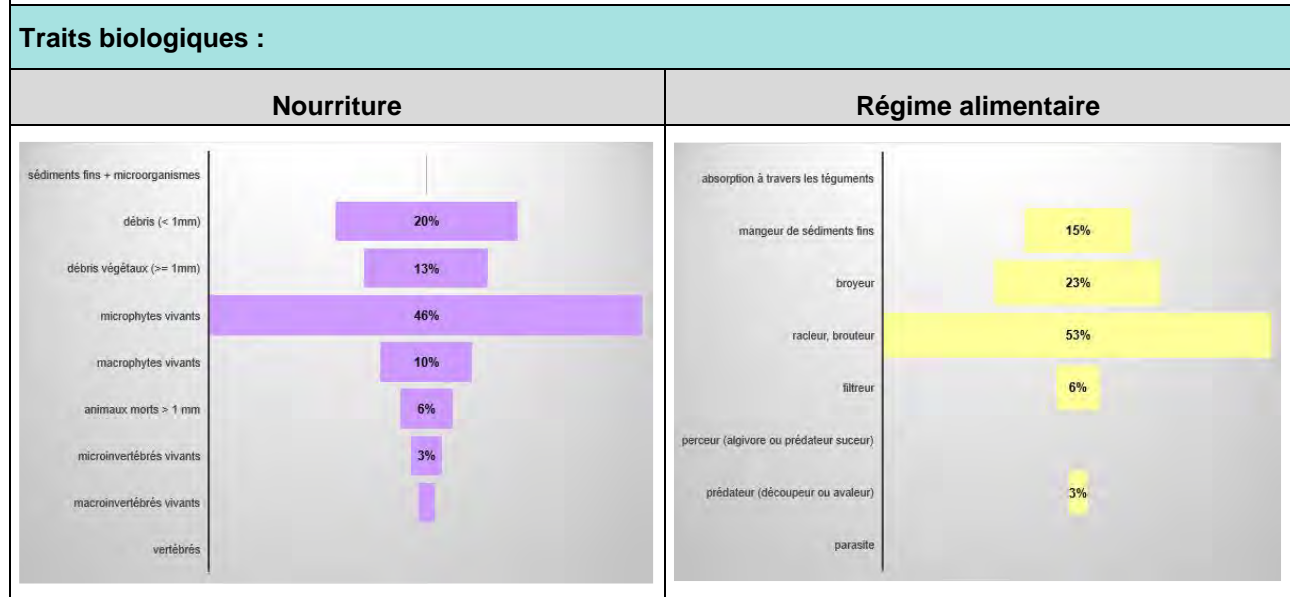 Traits biologiques :
Nourriture
Régime alimentaire
sédiments fins + microorganismes
débris (< 1mm)
20%
débris végétaux (>= 1mm)
13%
microphytes vivants
46%
macrophytes vivants
10%
animaux morts > 1 mm
6%
microinvertébrés vivants
3%
macroinvertébrés vivants
vertébrés
absorption à travers les téguments
mangeur de sédiments fins
15%
broyeur
23%
racleur, brouteur
53%
filtreur
6%
perceur (algivore ou prédateur suceur)
prédateur (découpeur ou avaleur)
3%
parasite